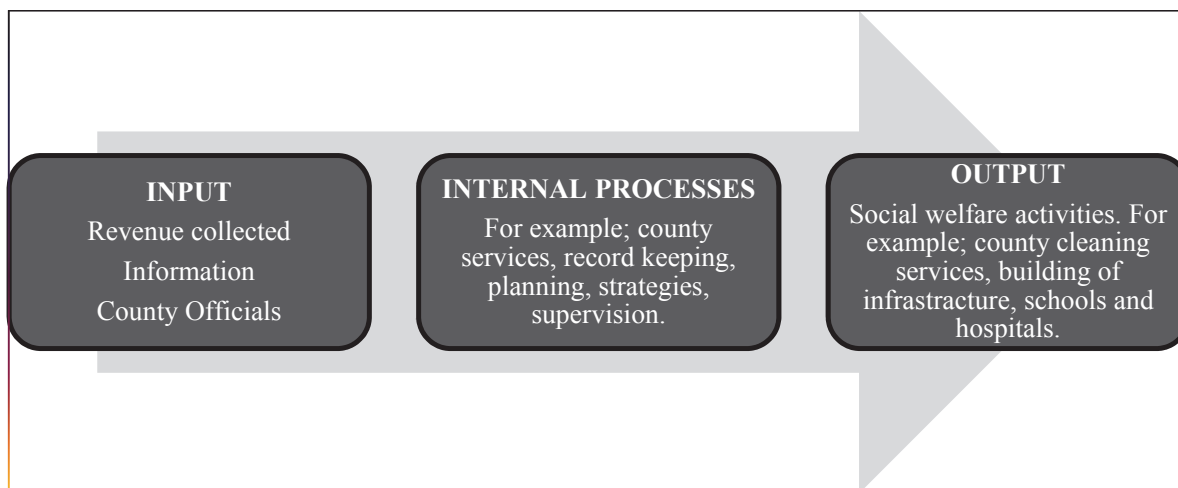 INPUT
Revenue collected
Information
County Officials
INTERNAL PROCESSES
For example; county
services, record keeping,
planning, strategies,
supervision.
OUTPUT
Social welfare activities. For
example; county cleaning
services, building of
infrastracture, schools and
hospitals.